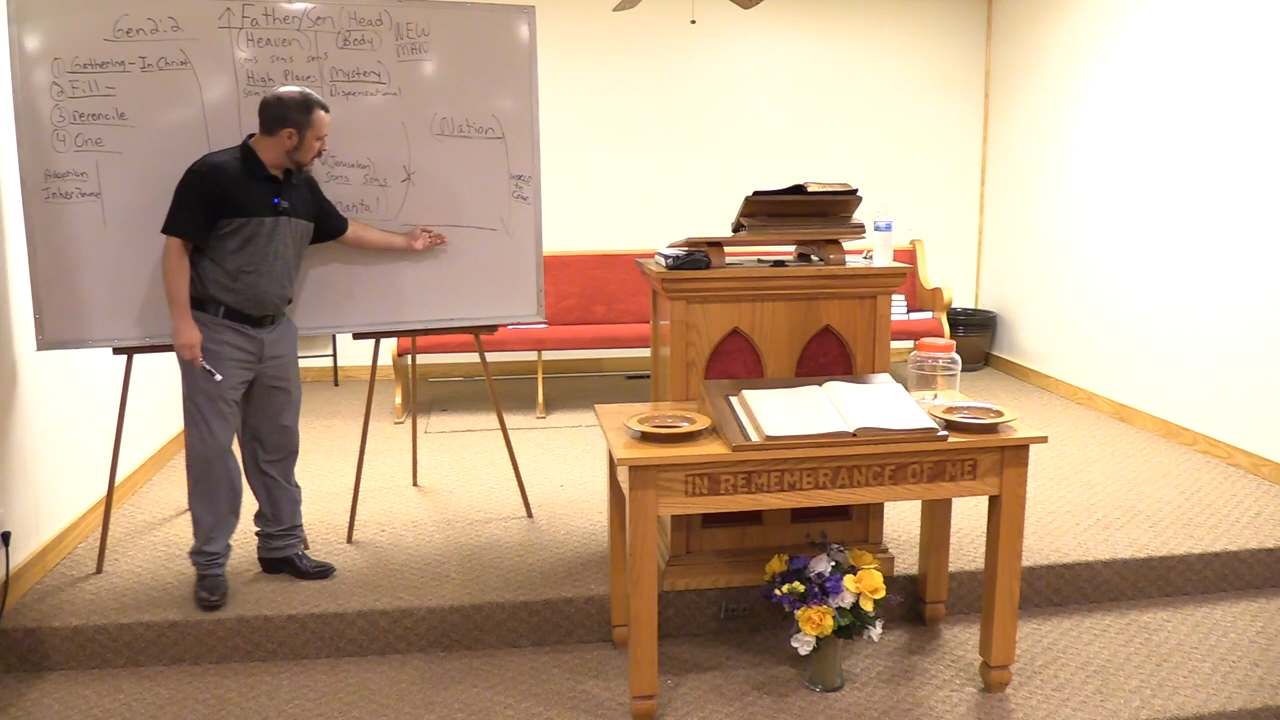 Gen 2:2
① Gathering - In Christ
② Fill -
③ reconcile
④ One
Adoption
Inheritance
↑ Father/Son (Head)
(Heaven) (Body)
sons sons sons
High Places (Mystery
Dispensational
NEW
MAN
(Nation)
(Jerusalem)
sons sons
World
to
Come
IN REMEMBRANCE OF ME